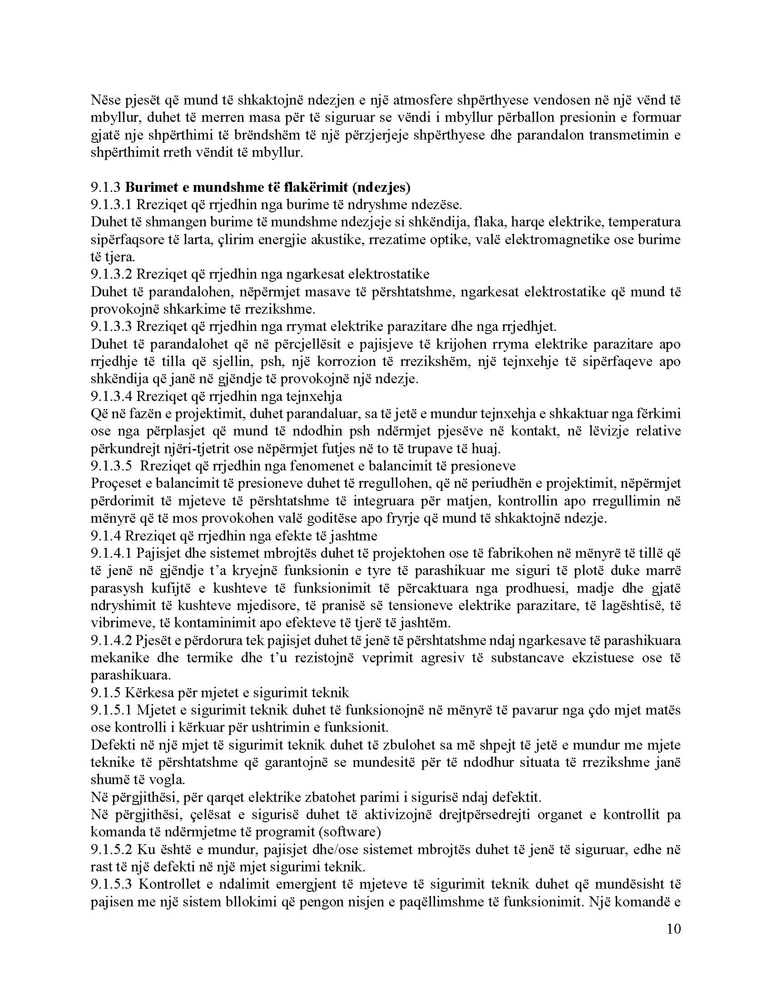 Nëse pjesët që mund të shkaktojnë ndezjen e një atmosfere shpërthyese vendosen në një vënd të
mbyllur, duhet të merren masa për të siguruar se vëndi i mbyllur përballon presionin e formuar
gjatë nje shpërthimi të brëndshëm të një përzjerjeje shpërthyese dhe parandalon transmetimin e
shpërthimit rreth vëndit të mbyllur.
9.1.3 Burimet e mundshme të flakërimit (ndezjes)
9.1.3.1 Rreziqet që rrjedhin nga burime të ndryshme ndezëse.
Duhet të shmangen burime të mundshme ndezjeje si shkëndija, flaka, harqe elektrike, temperatura
sipërfaqsore të larta, çlirim energjie akustike, rrezatime optike, valë elektromagnetike ose burime
të tjera.
9.1.3.2 Rreziqet që rrjedhin nga ngarkesat elektrostatike
Duhet të parandalohen, nëpërmjet masave të përshtatshme, ngarkesat elektrostatike që mund të
provokojnë shkarkime të rrezikshme.
9.1.3.3 Rreziqet që rrjedhin nga rrymat elektrike parazitare dhe nga rrjedhjet.
Duhet të parandalohet që në përcjellësit e pajisjeve të krijohen rryma elektrike parazitare apo
rrjedhje të tilla që sjellin, psh, një korrozion të rrezikshëm, një tejnxehje të sipërfaqeve apo
shkëndija që janë në gjëndje të provokojnë një ndezje.
9.1.3.4 Rreziqet që rrjedhin nga tejnxehja
Që në fazën e projektimit, duhet parandaluar, sa të jetë e mundur tejnxehja e shkaktuar nga fërkimi
ose nga përplasjet që mund të ndodhin psh ndërmjet pjesëve në kontakt, në lëvizje relative
përkundrejt njëri-tjetrit ose nëpërmjet futjes në to të trupave të huaj.
9.1.3.5  Rreziqet që rrjedhin nga fenomenet e balancimit të presioneve
Proçeset e balancimit të presioneve duhet të rregullohen, që në periudhën e projektimit, nëpërmjet
përdorimit të mjeteve të përshtatshme të integruara për matjen, kontrollin apo rregullimin në
mënyrë që të mos provokohen valë goditëse apo fryrje që mund të shkaktojnë ndezje.
9.1.4 Rreziqet që rrjedhin nga efekte të jashtme
9.1.4.1 Pajisjet dhe sistemet mbrojtës duhet të projektohen ose të fabrikohen në mënyrë të tillë që
të jenë në gjëndje t’a kryejnë funksionin e tyre të parashikuar me siguri të plotë duke marrë
parasysh kufijtë e kushteve të funksionimit të përcaktuara nga prodhuesi, madje dhe gjatë
ndryshimit të kushteve mjedisore, të pranisë së tensioneve elektrike parazitare, të lagështisë, të
vibrimeve, të kontaminimit apo efekteve të tjerë të jashtëm.
9.1.4.2 Pjesët e përdorura tek pajisjet duhet të jenë të përshtatshme ndaj ngarkesave të parashikuara
mekanike dhe termike dhe t’u rezistojnë veprimit agresiv të substancave ekzistuese ose të
parashikuara.
9.1.5 Kërkesa për mjetet e sigurimit teknik
9.1.5.1 Mjetet e sigurimit teknik duhet të funksionojnë në mënyrë të pavarur nga çdo mjet matës
ose kontrolli i kërkuar për ushtrimin e funksionit.
Defekti në një mjet të sigurimit teknik duhet të zbulohet sa më shpejt të jetë e mundur me mjete
teknike të përshtatshme që garantojnë se mundesitë për të ndodhur situata të rrezikshme janë
shumë të vogla.
Në përgjithësi, për qarqet elektrike zbatohet parimi i sigurisë ndaj defektit.
Në përgjithësi, çelësat e sigurisë duhet të aktivizojnë drejtpërsedrejti organet e kontrollit pa
komanda të ndërmjetme të programit (software)
9.1.5.2 Ku është e mundur, pajisjet dhe/ose sistemet mbrojtës duhet të jenë të siguruar, edhe në
rast të një defekti në një mjet sigurimi teknik.
9.1.5.3 Kontrollet e ndalimit emergjent të mjeteve të sigurimit teknik duhet që mundësisht të
pajisen me një sistem bllokimi që pengon nisjen e paqëllimshme të funksionimit. Një komandë e
10